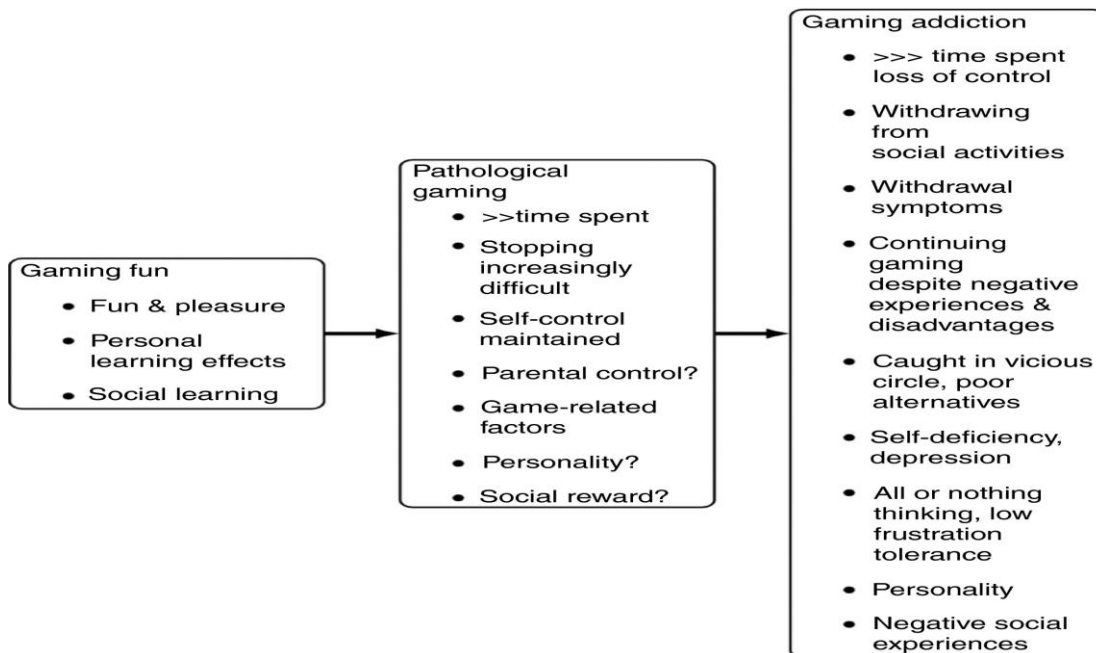 Gaming fun
• Fun & pleasure
• Personal
learning effects
• Social learning
Pathological
gaming
• >>time spent
• Stopping
increasingly
difficult
• Self-control
maintained
• Parental control?
• Game-related
factors
• Personality?
• Social reward?
Gaming addiction
• >>> time spent
loss of control
• Withdrawing
from
social activities
• Withdrawal
symptoms
• Continuing
gaming
despite negative
experiences &
disadvantages
• Caught in vicious
circle, poor
alternatives
• Self-deficiency,
depression
• All or nothing
thinking, low
frustration
tolerance
• Personality
• Negative social
experiences